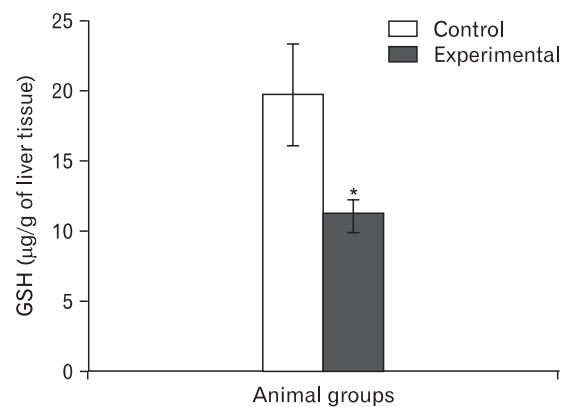 GSH (μg/g of liver tissue)
25
20
15
10
5
0
Control
Experimental
*
Animal groups